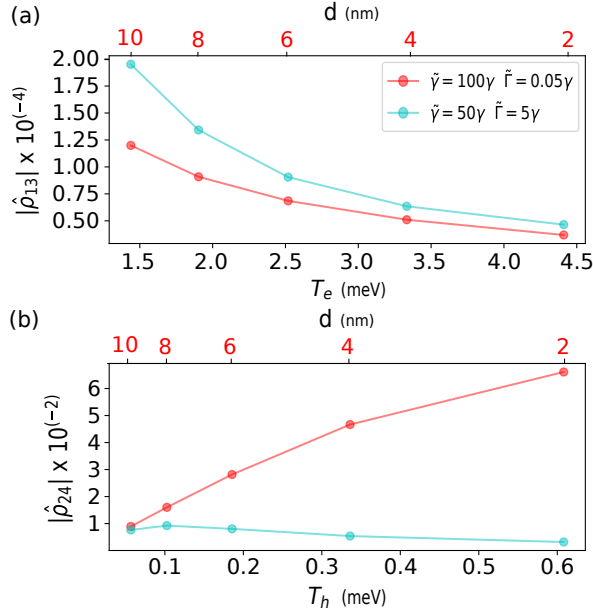 (a) d (nm)
10 8 6 4 2
2.00
1.75
1.50
1.25
1.00
0.75
0.50
|ρ̂₁₃| x 10⁽⁻⁴⁾
γ̃ = 100γ Γ̃ = 0.05γ
γ̃ = 50γ Γ̃ = 5γ
1.5 2.0 2.5 3.0 3.5 4.0 4.5
Tₑ (meV)
(b) d (nm)
10 8 6 4 2
6
5
4
3
2
1
|ρ̂₂₄| x 10⁽⁻²⁾
0.1 0.2 0.3 0.4 0.5 0.6
Tₕ (meV)